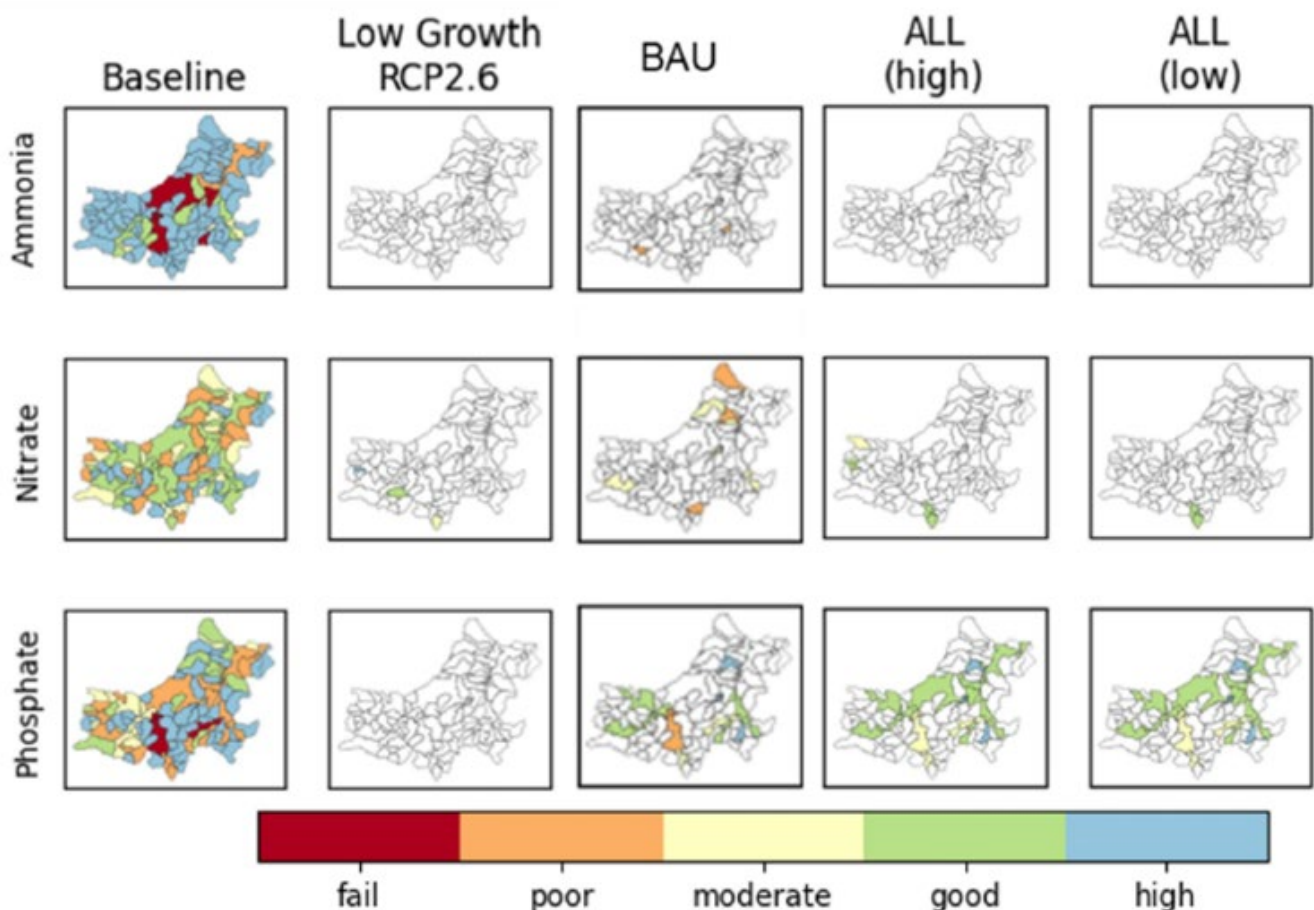 Baseline
Low Growth
RCP2.6
BAU
ALL
(high)
ALL
(low)
Ammonia
Nitrate
Phosphate
fail
poor
moderate
good
high